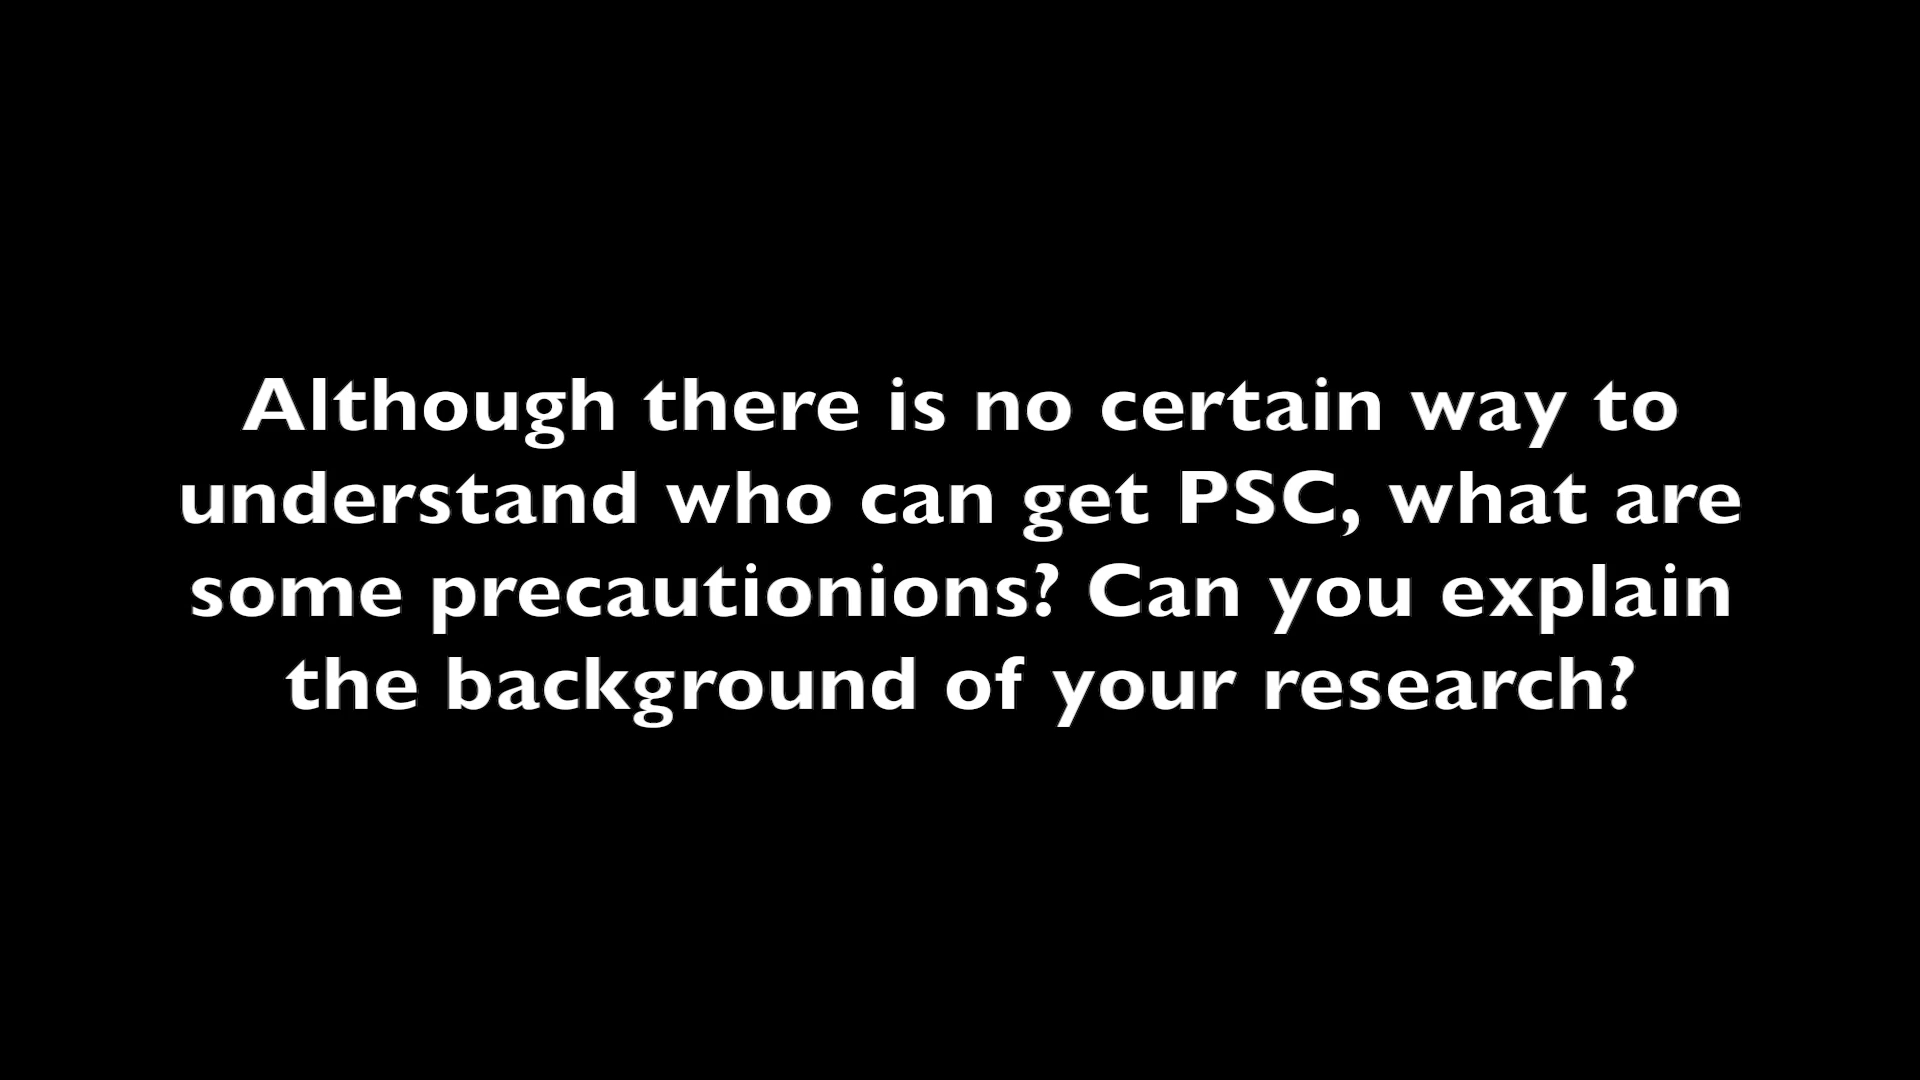 Although there is no certain way to
understand who can get PSC, what are
some precautionions? Can you explain
the background of your research?